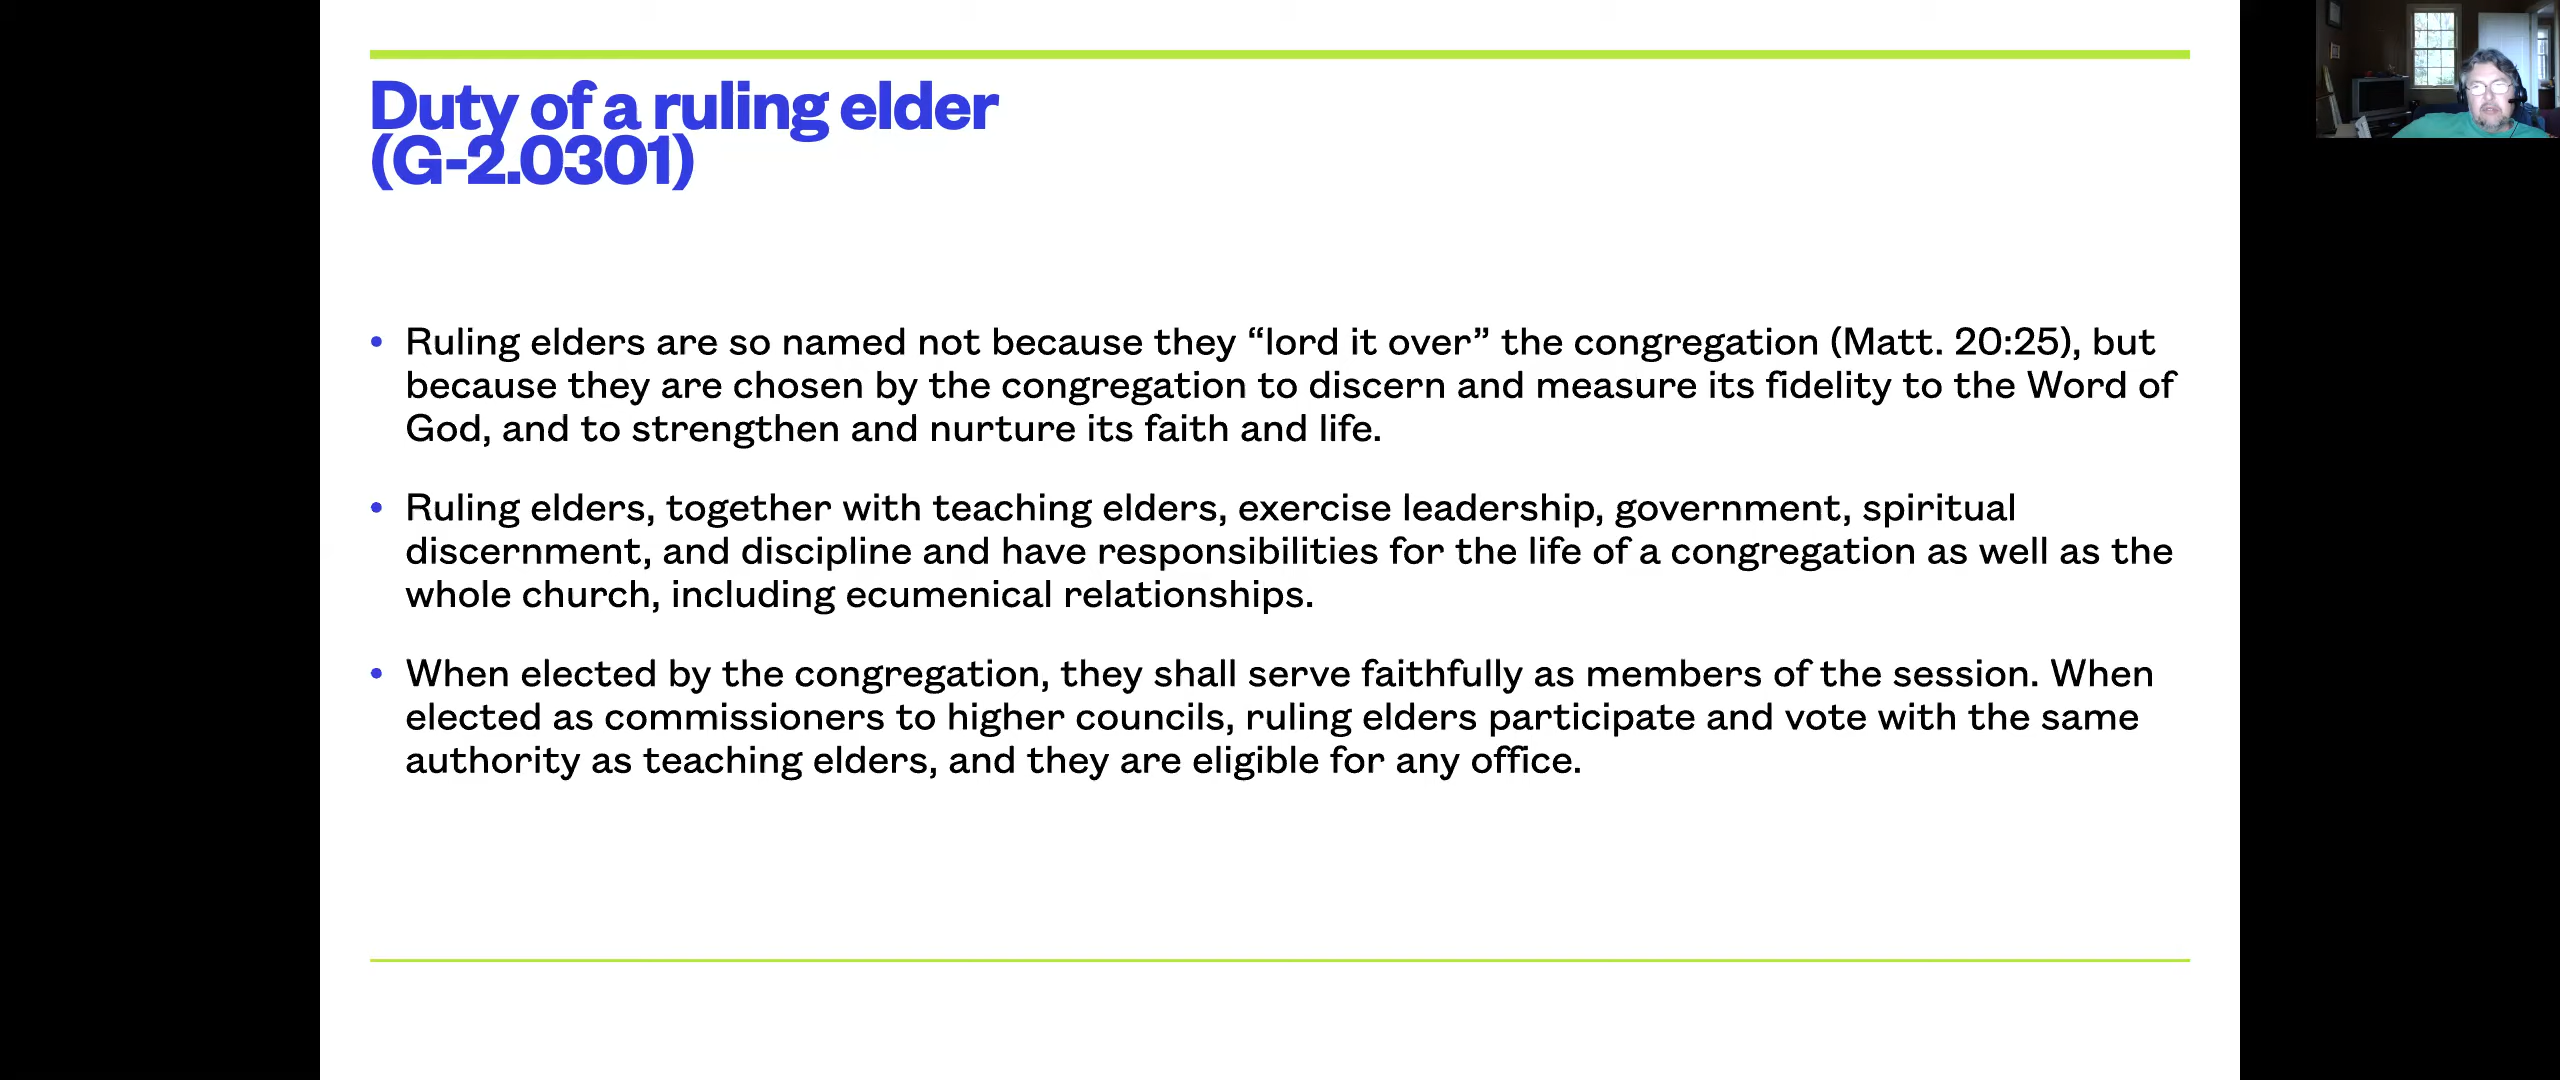 Duty of a ruling elder
(G-2.0301)
• Ruling elders are so named not because they “lord it over” the congregation (Matt. 20:25), but
because they are chosen by the congregation to discern and measure its fidelity to the Word of
God, and to strengthen and nurture its faith and life.
• Ruling elders, together with teaching elders, exercise leadership, government, spiritual
discernment, and discipline and have responsibilities for the life of a congregation as well as the
whole church, including ecumenical relationships.
• When elected by the congregation, they shall serve faithfully as members of the session. When
elected as commissioners to higher councils, ruling elders participate and vote with the same
authority as teaching elders, and they are eligible for any office.